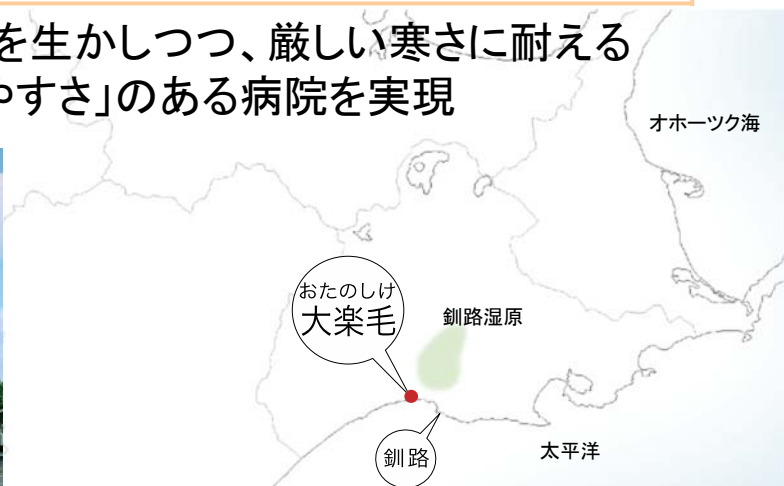 を生かしつつ、厳しい寒さに耐える
やすさ」のある病院を実現
オホーツク海
おたのしけ
大楽毛
釧路湿原
釧路
太平洋